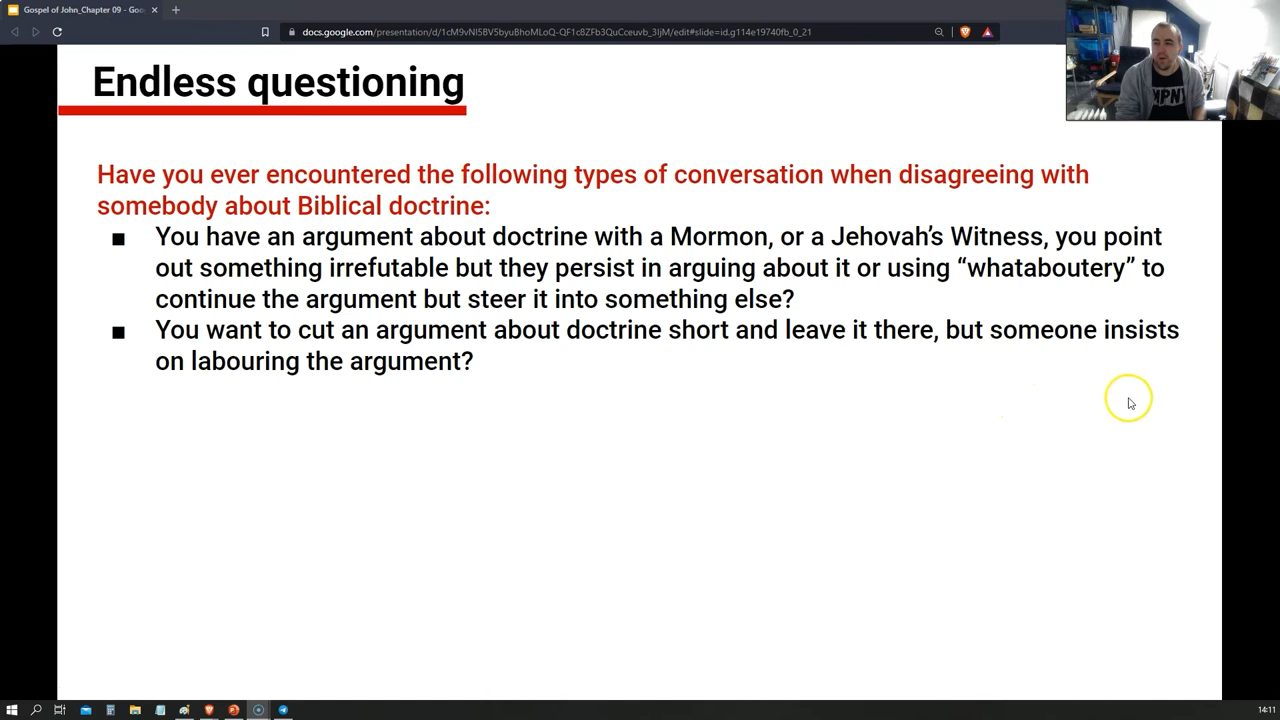 Gospel of John_Chapter 09 - Goo
docs.google.com/presentation/d/1cM9vNI5BV5byuBhoMLoQ-QF1c8ZFb3QuCceuvb_3IjM/edit#slide=id.g114e19740fb_0_21
Endless questioning
Have you ever encountered the following types of conversation when disagreeing with
somebody about Biblical doctrine:
■ You have an argument about doctrine with a Mormon, or a Jehovah’s Witness, you point
out something irrefutable but they persist in arguing about it or using “whataboutery” to
continue the argument but steer it into something else?
■ You want to cut an argument about doctrine short and leave it there, but someone insists
on labouring the argument?
14:11